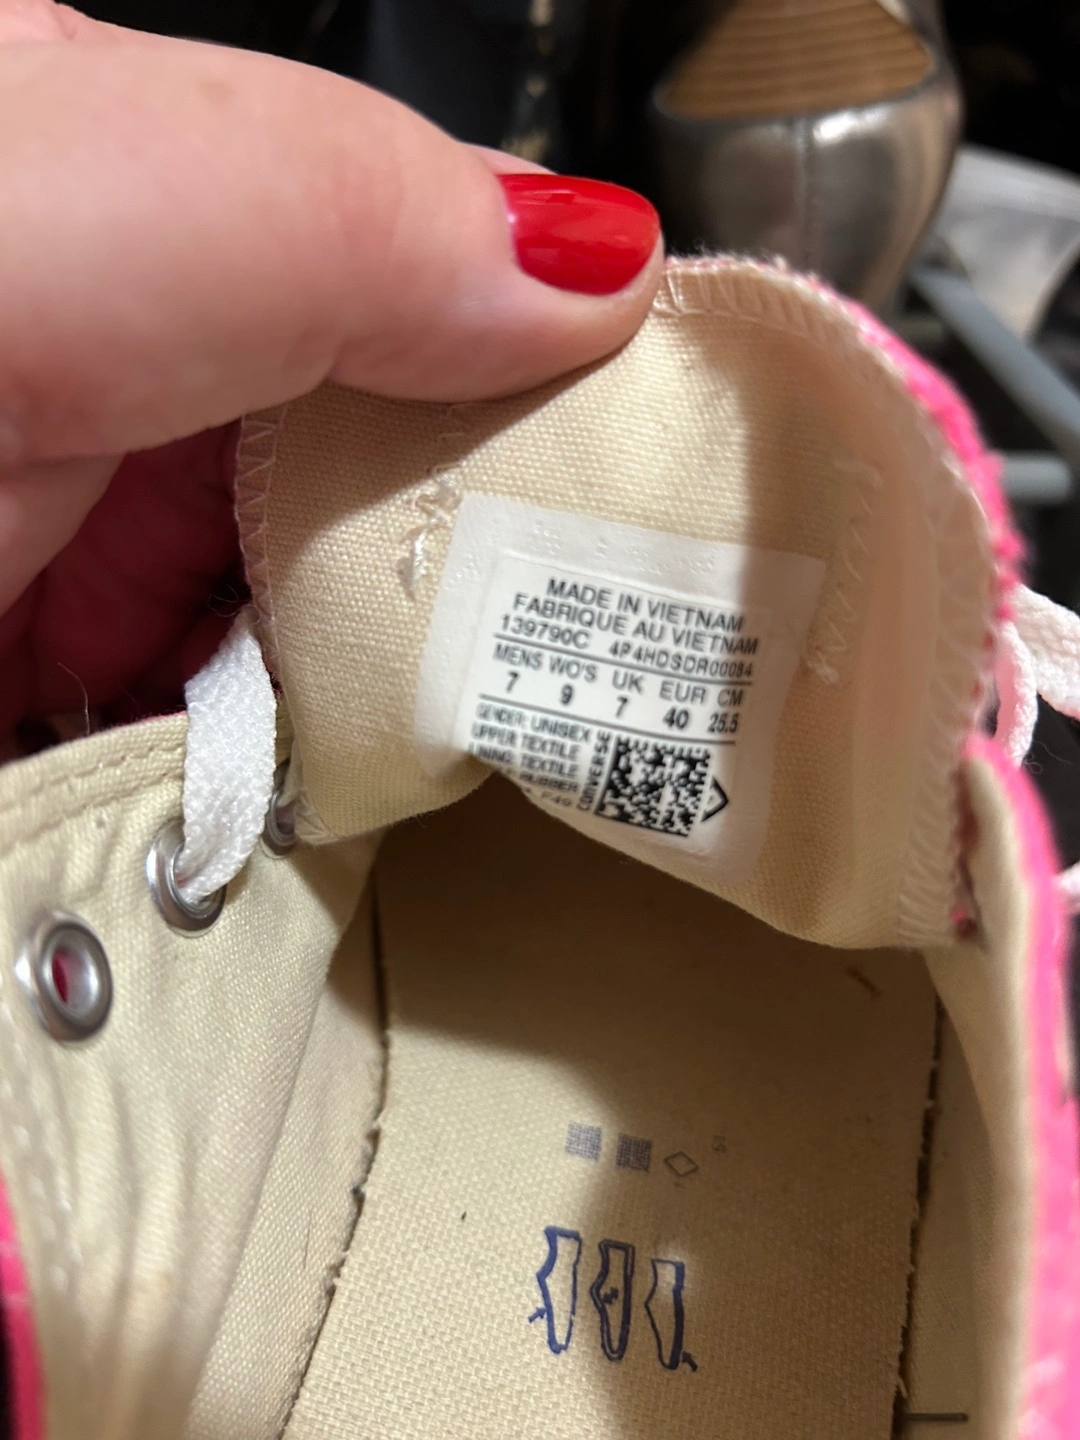 MADE IN VIETNAM
FABRIQUE AU VIETNAM
139790C 4P4HDSDR00084
MENS WO'S UK EUR CM
7 9 7 40 25.5
GENDER: UNISEX
UPPER: TEXTILE
LINING: TEXTILE
RUBBER
CONVERSE